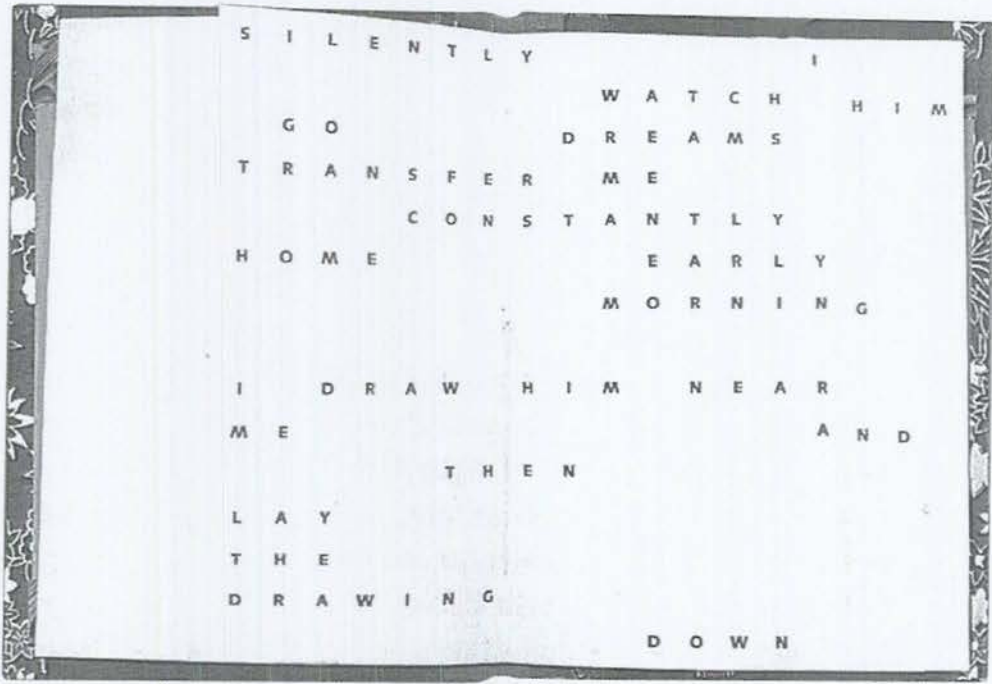 SILENTLY I
WATCH HIM
GO DREAMS
TRANSFER ME
CONSTANTLY
HOME EARLY
MORNING
I DRAW HIM NEAR
ME AND
THEN
LAY
THE
DRAWING
DOWN